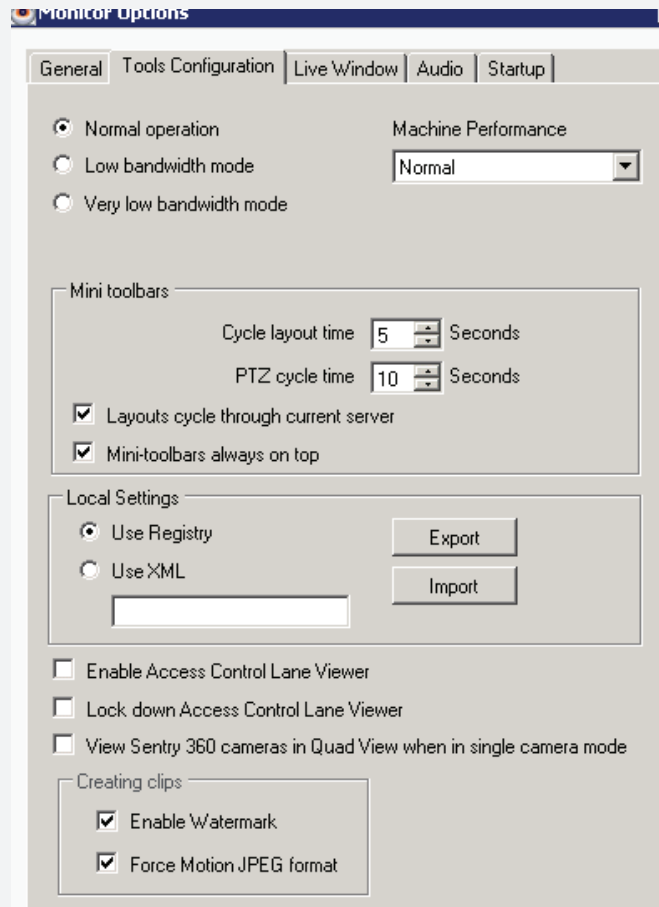 Monitor Options
General Tools Configuration Live Window Audio Startup
Normal operation Machine Performance
Low bandwidth mode Normal
Very low bandwidth mode
Mini toolbars
Cycle layout time 5 Seconds
PTZ cycle time 10 Seconds
Layouts cycle through current server
Mini-toolbars always on top
Local Settings
Use Registry Export
Use XML Import
Enable Access Control Lane Viewer
Lock down Access Control Lane Viewer
View Sentry 360 cameras in Quad View when in single camera mode
Creating clips
Enable Watermark
Force Motion JPEG format